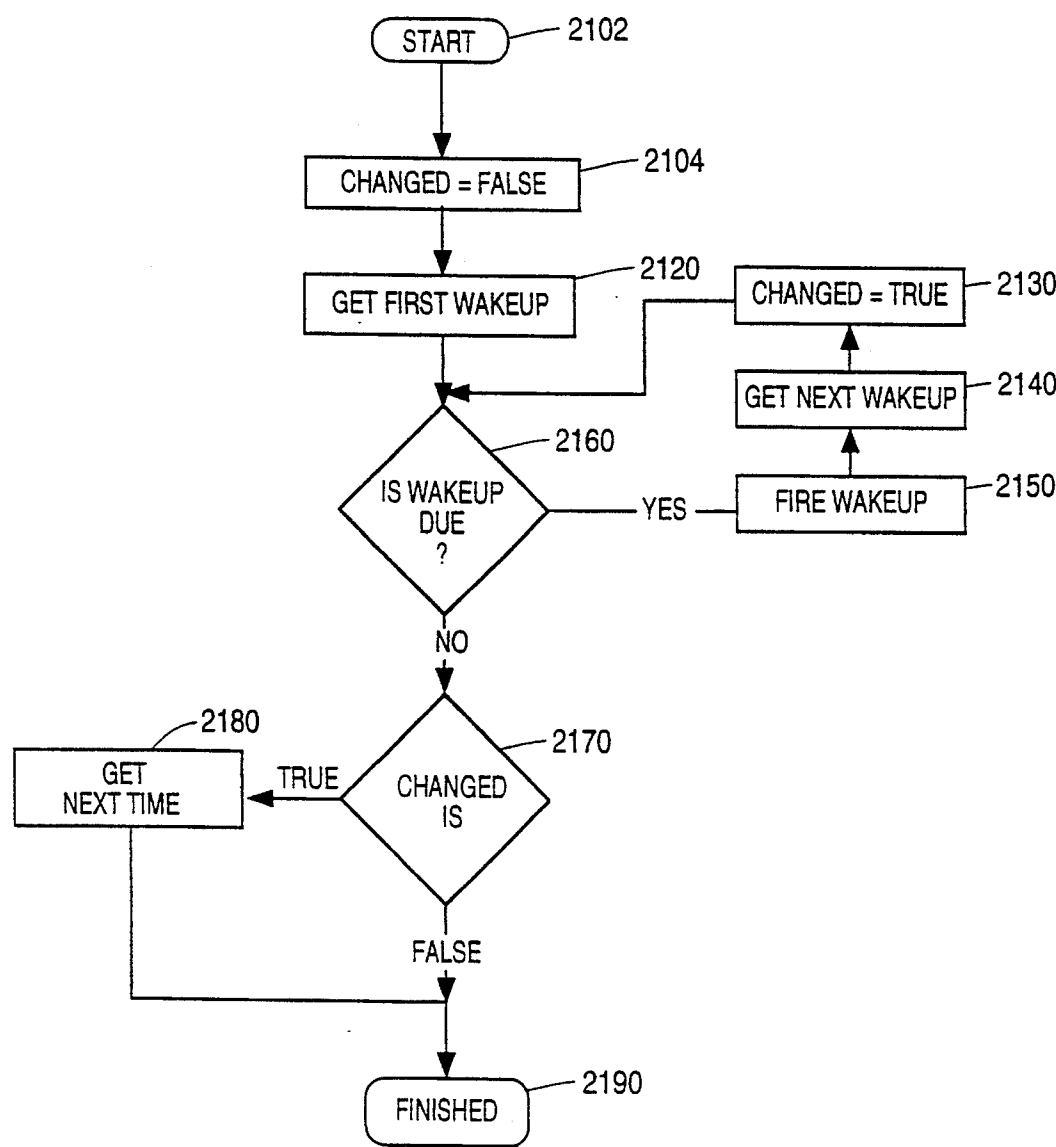 START
2102
CHANGED = FALSE
2104
GET FIRST WAKEUP
2120
CHANGED = TRUE
2130
GET NEXT WAKEUP
2140
FIRE WAKEUP
2150
IS WAKEUP
DUE
?
2160
YES
NO
CHANGED
IS
2170
TRUE
GET
NEXT TIME
2180
FALSE
FINISHED
2190